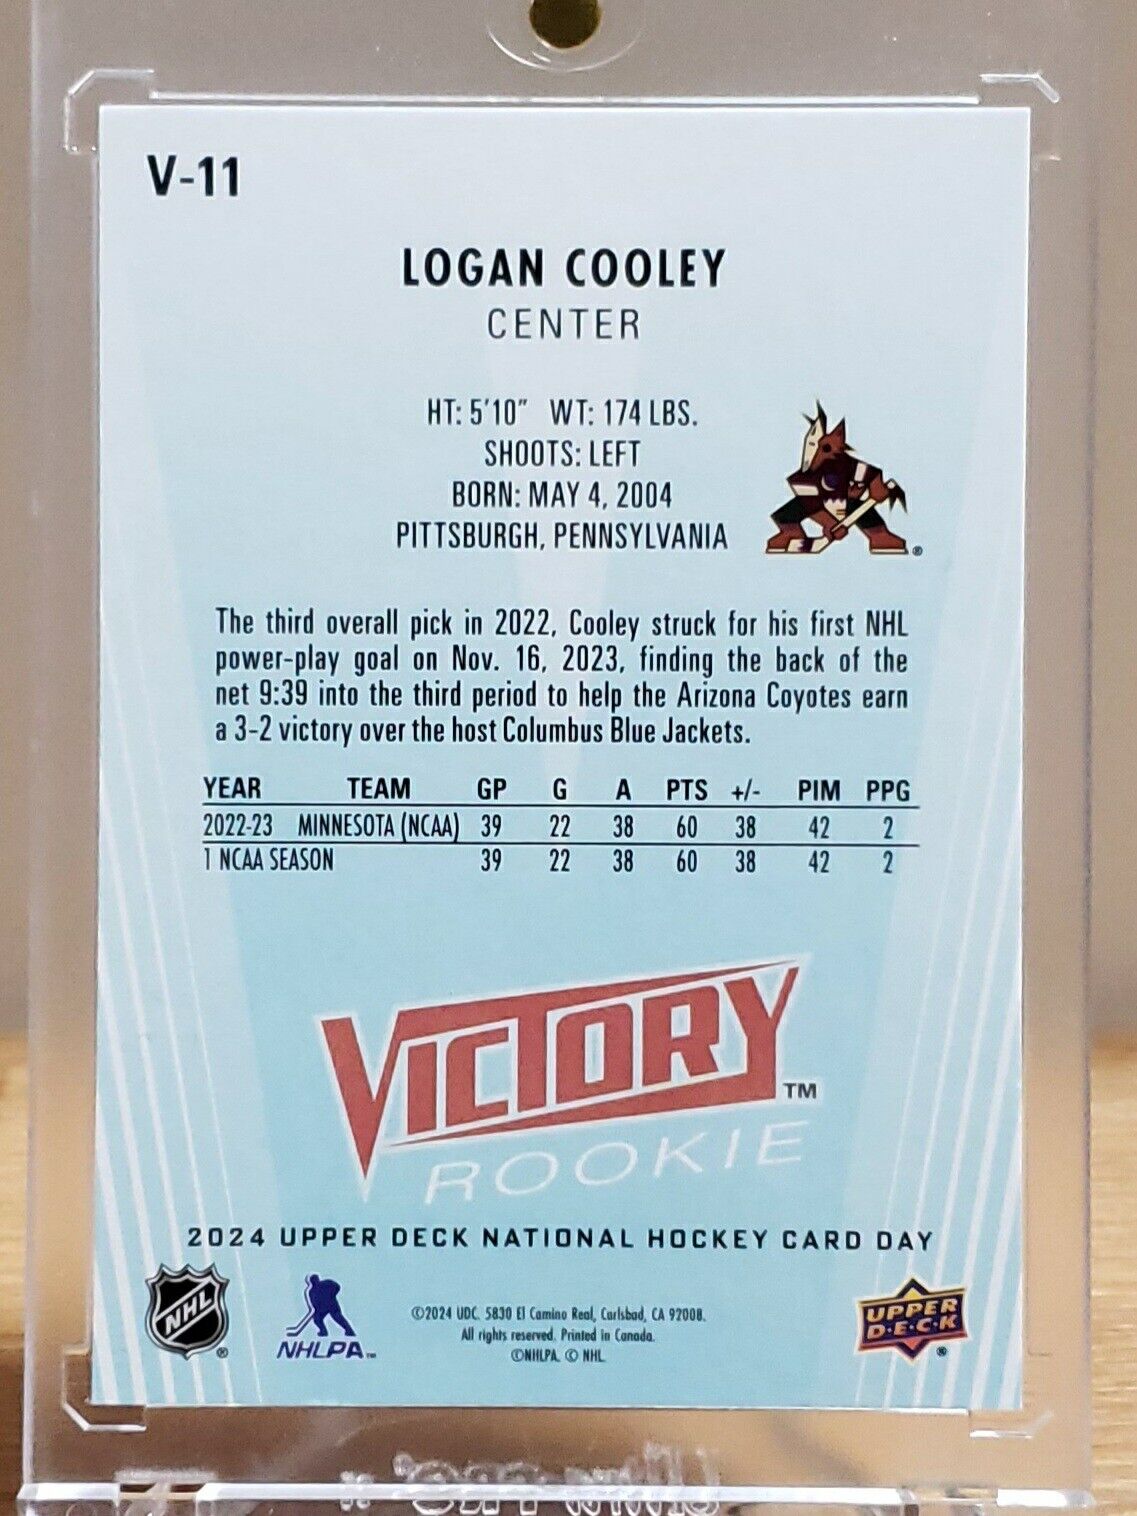 V-11
LOGAN COOLEY
CENTER
HT: 5'10" WT: 174 LBS.
SHOOTS: LEFT
BORN: MAY 4, 2004
PITTSBURGH, PENNSYLVANIA
®
The third overall pick in 2022, Cooley struck for his first NHL
power-play goal on Nov. 16, 2023, finding the back of the
net 9:39 into the third period to help the Arizona Coyotes earn
a 3-2 victory over the host Columbus Blue Jackets.
YEAR TEAM GP G A PTS +/- PIM PPG
2022-23 MINNESOTA (NCAA) 39 22 38 60 38 42 2
1 NCAA SEASON 39 22 38 60 38 42 2
VICTORY TM
ROOKIE
2024 UPPER DECK NATIONAL HOCKEY CARD DAY
NHL ®
NHLPA TM
©2024 UDC. 5830 El Camino Real, Carlsbad, CA 92008.
All rights reserved. Printed in Canada.
©NHLPA. © NHL
UPPER
D·E·C·K ®